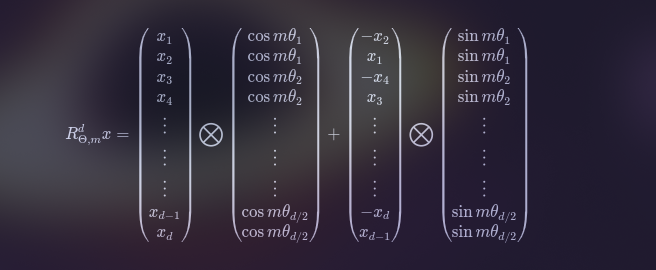 $$R^d_{\Theta,m}x = \begin{pmatrix} x_1 \\ x_2 \\ x_3 \\ x_4 \\ \vdots \\ \vdots \\ \vdots \\ x_{d-1} \\ x_d \end{pmatrix} \bigotimes \begin{pmatrix} \cos m\theta_1 \\ \cos m\theta_1 \\ \cos m\theta_2 \\ \cos m\theta_2 \\ \vdots \\ \vdots \\ \vdots \\ \cos m\theta_{d/2} \\ \cos m\theta_{d/2} \end{pmatrix} + \begin{pmatrix} -x_2 \\ x_1 \\ -x_4 \\ x_3 \\ \vdots \\ \vdots \\ \vdots \\ -x_d \\ x_{d-1} \end{pmatrix} \bigotimes \begin{pmatrix} \sin m\theta_1 \\ \sin m\theta_1 \\ \sin m\theta_2 \\ \sin m\theta_2 \\ \vdots \\ \vdots \\ \vdots \\ \sin m\theta_{d/2} \\ \sin m\theta_{d/2} \end{pmatrix}$$